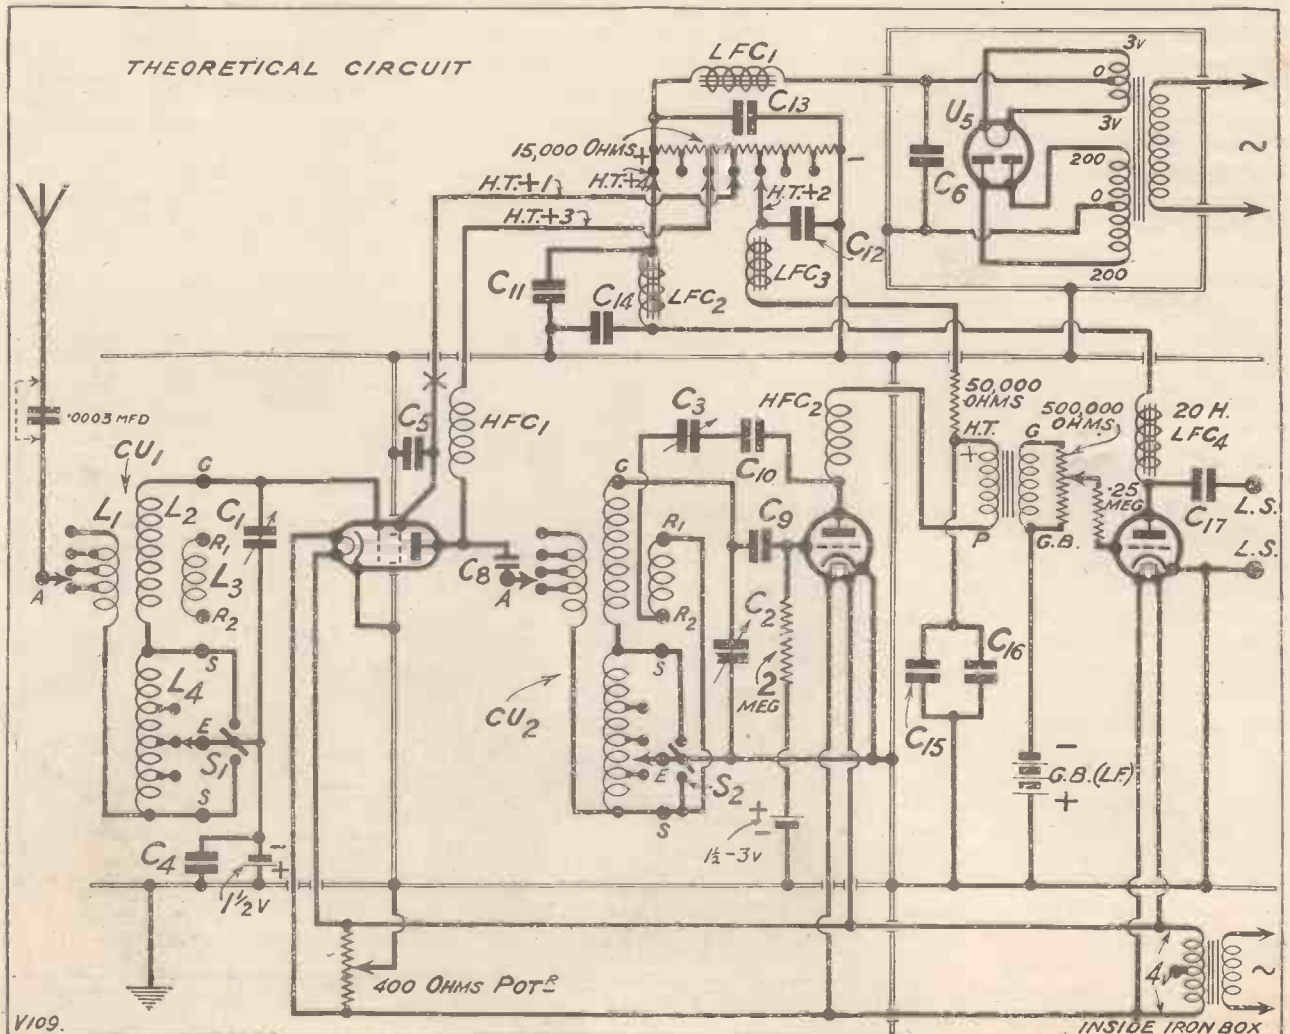 THEORETICAL CIRCUIT
LFC1
C13
15,000 OHMS
+
-
H.T.+1
H.T.+4
H.T.+3
H.T.+2
C12
C11
C14
LFC2
LFC3
U5
C6
3v
0
3v
200
0
200
~
.0003 MFD
CU1
G
L1
L2
C1
R1
L3
R2
A
S
L4
E
S1
S
C4
-
+
1½ V
C5
HFC1
C8
A
C3
C10
HFC2
G
C9
R1
R2
C2
2
MEG
CU2
S
E
S2
S
+
-
1½-3v
50,000
OHMS
H.T.
+
G
500,000
OHMS
P
G.B.
.25
MEG
20 H.
LFC4
C17
L.S.
L.S.
C15
C16
-
G.B.(LF)
+
400 OHMS POTR
4v
~
V109.
INSIDE IRON BOX